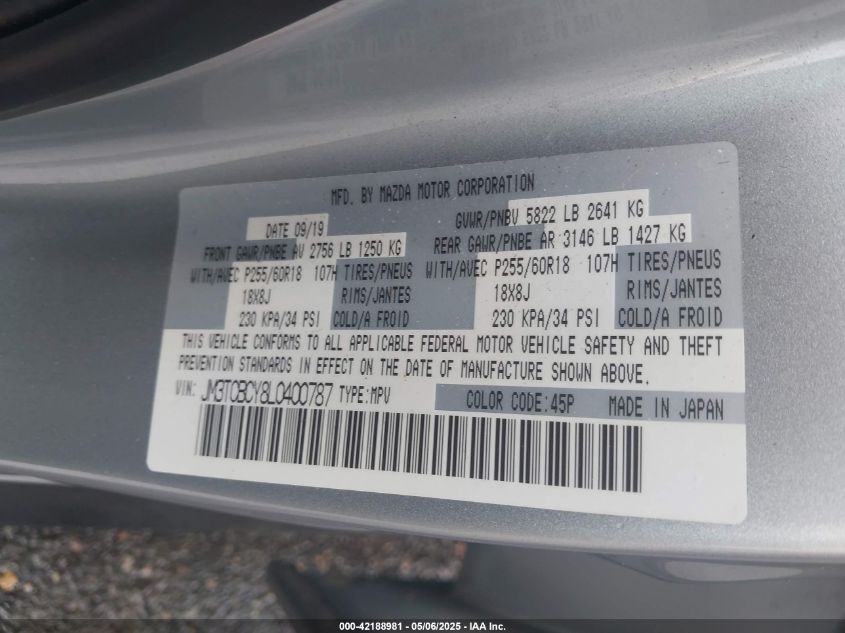 MFD. BY MAZDA MOTOR CORPORATION
DATE 09/19 GVWR/PNBV 5822 LB 2641 KG
FRONT GAWR/PNBE AV 2756 LB 1250 KG REAR GAWR/PNBE AR 3146 LB 1427 KG
WITH/AVEC P255/60R18 107H TIRES/PNEUS WITH/AVEC P255/60R18 107H TIRES/PNEUS
18X8J RIMS/JANTES 18X8J RIMS/JANTES
230 KPA/34 PSI COLD/A FROID 230 KPA/34 PSI COLD/A FROID
THIS VEHICLE CONFORMS TO ALL APPLICABLE FEDERAL MOTOR VEHICLE SAFETY AND THEFT
PREVENTION STANDARDS IN EFFECT ON THE DATE OF MANUFACTURE SHOWN ABOVE.
VIN: JM3TCBCY8L0400787 TYPE:MPV COLOR CODE:45P MADE IN JAPAN
000-42188981 - 05/06/2025 - IAA Inc.